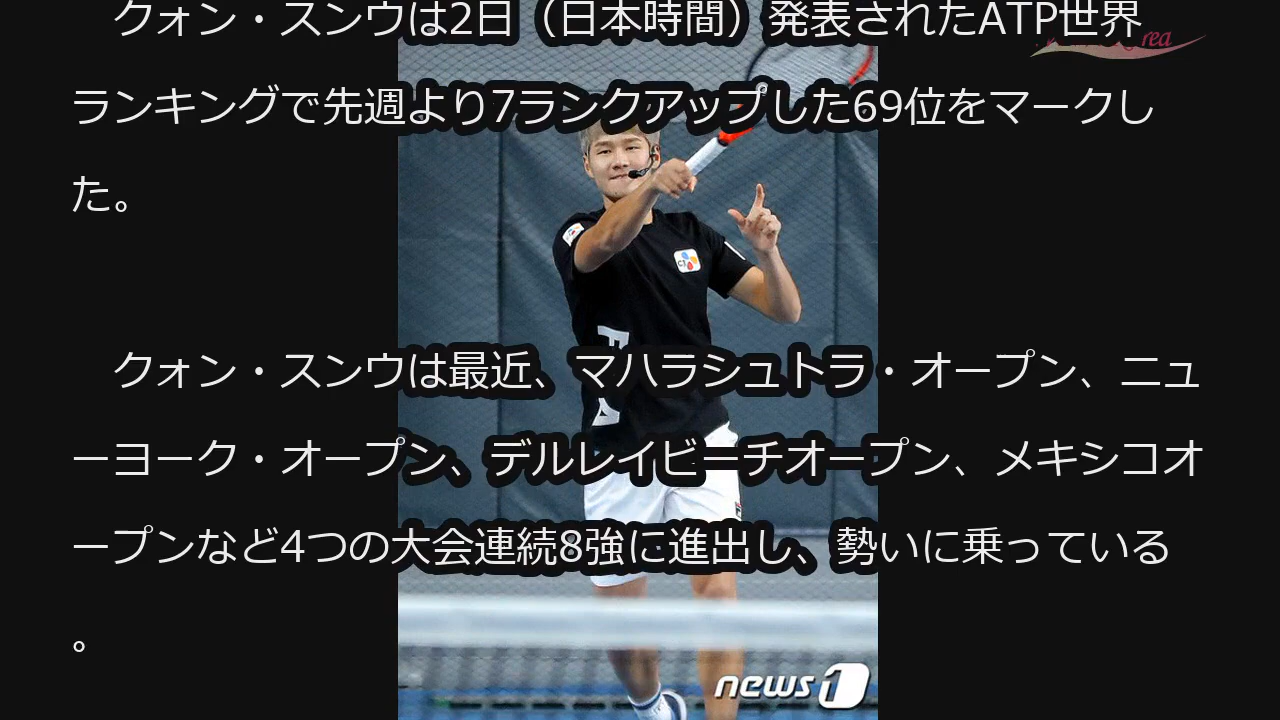 クォン・スンウは2日（日本時間）発表されたATP世界
rea
ランキングで先週より7ランクアップした69位をマークし
た。
クォン・スンウは最近、マハラシュトラ・オープン、ニュ
ーヨーク・オープン、デルレイビーチオープン、メキシコオ
ープンなど4つの大会連続8強に進出し、勢いに乗っている
。
news1